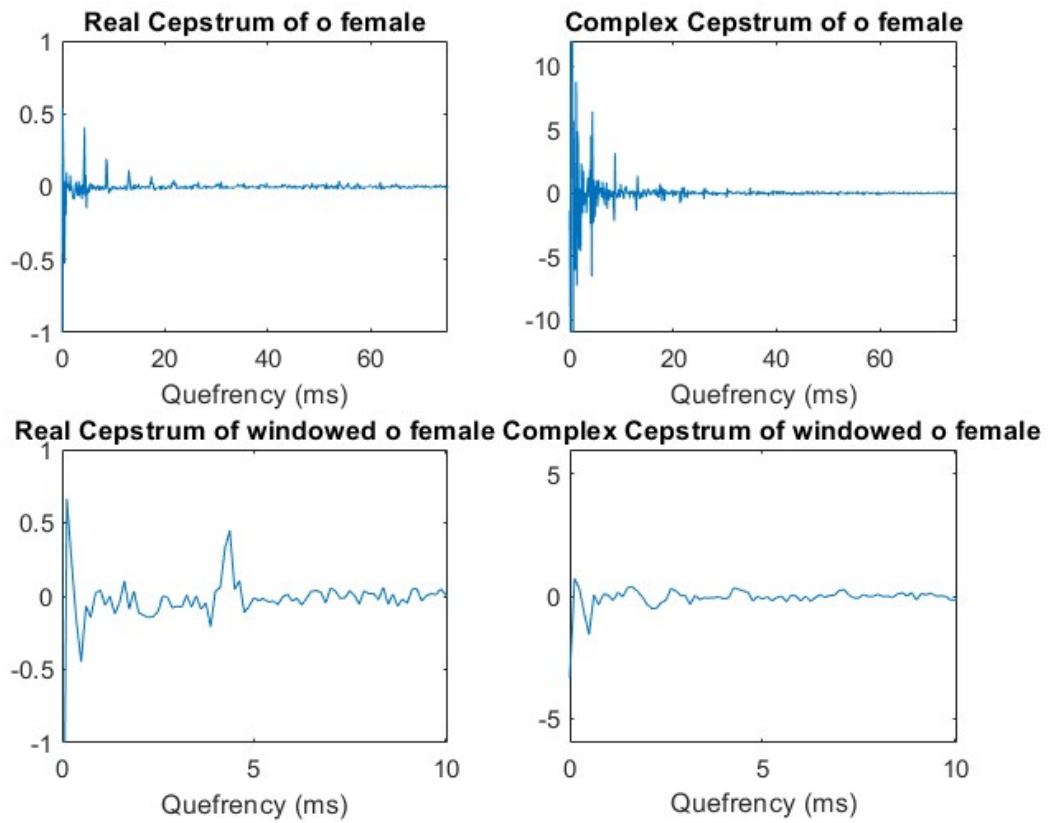 Real Cepstrum of o female
1
0.5
0
-0.5
-1
0 20 40 60
Quefrency (ms)
Complex Cepstrum of o female
10
5
0
-5
-10
0 20 40 60
Quefrency (ms)
Real Cepstrum of windowed o female
1
0.5
0
-0.5
-1
0 5 10
Quefrency (ms)
Complex Cepstrum of windowed o female
5
0
-5
0 5 10
Quefrency (ms)